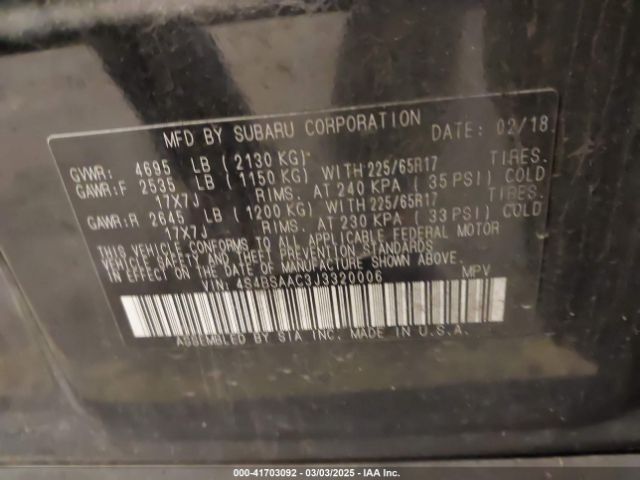 MFD BY SUBARU CORPORATION DATE: 02/18
GVWR: 4695 LB (2130 KG)
GAWR:F 2535 LB (1150 KG) WITH 225/65R17 TIRES.
17X7J RIMS. AT 240 KPA (35 PSI) COLD
GAWR:R 2645 LB (1200 KG) WITH 225/65R17 TIRES.
17X7J RIMS. AT 230 KPA (33 PSI) COLD
THIS VEHICLE CONFORMS TO ALL APPLICABLE FEDERAL MOTOR
VEHICLE SAFETY AND THEFT PREVENTION STANDARDS
IN EFFECT ON THE DATE OF MANUFACTURE SHOWN ABOVE.
VIN: 4S4BSAAC3J3320006 MPV
ASSEMBLED BY SIA INC. MADE IN U.S.A.
000-41703092 - 03/03/2025 - IAA Inc.